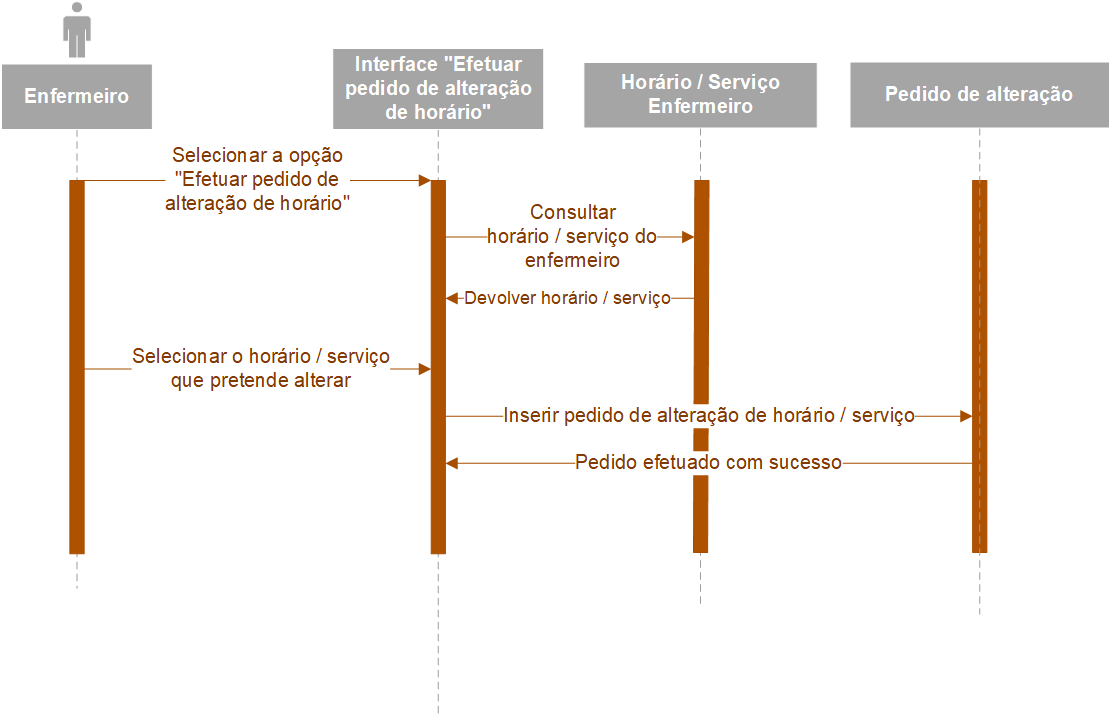 Enfermeiro
Interface "Efetuar
pedido de alteração
de horário"
Horário / Serviço
Enfermeiro
Pedido de alteração
Selecionar a opção
"Efetuar pedido de
alteração de horário"
Consultar
horário / serviço do
enfermeiro
Devolver horário / serviço
Selecionar o horário / serviço
que pretende alterar
Inserir pedido de alteração de horário / serviço
Pedido efetuado com sucesso